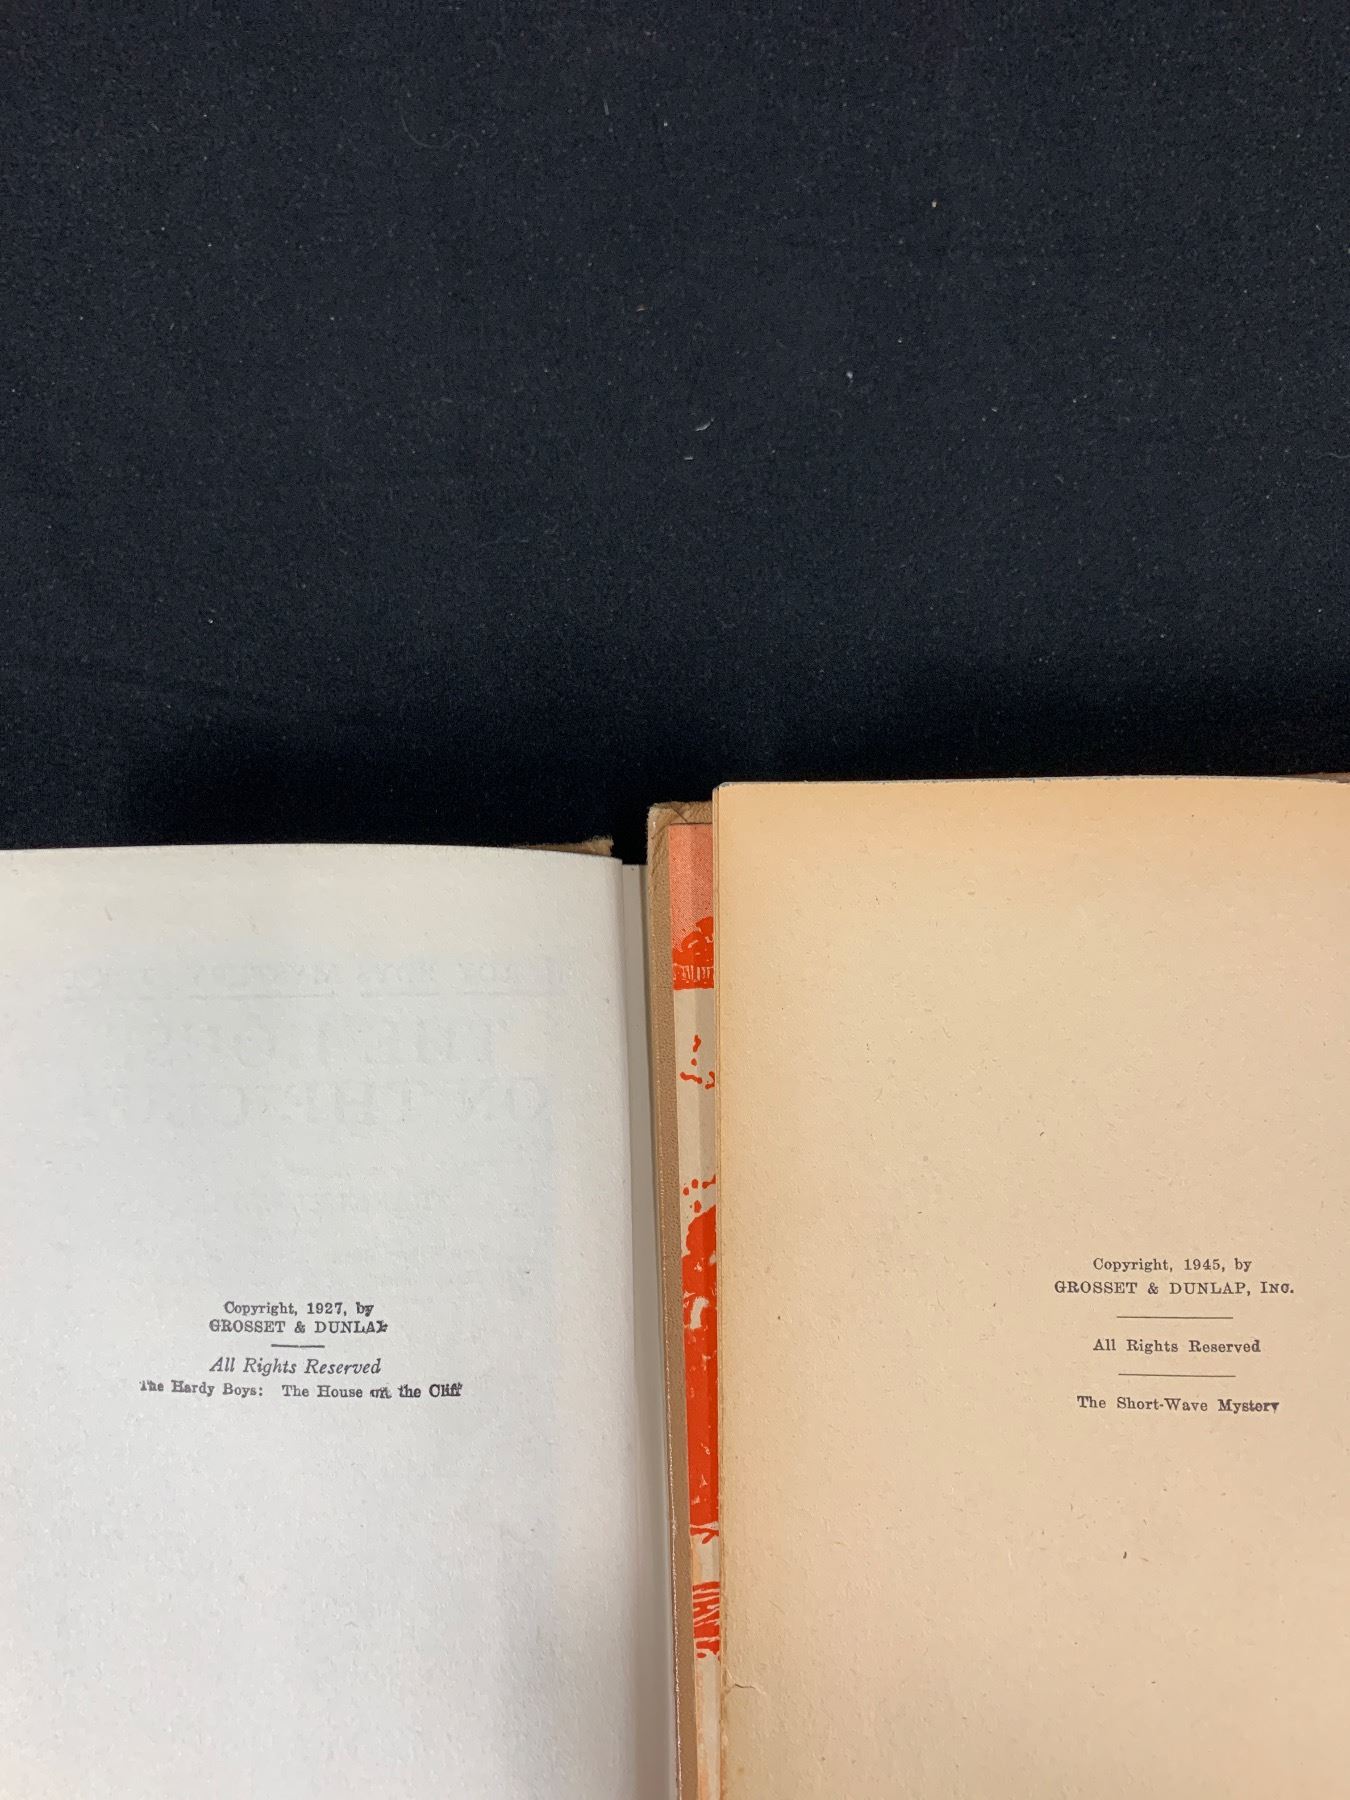 Copyright, 1927, by
GROSSET & DUNLAP
All Rights Reserved
The Hardy Boys: The House on the Cliff
Copyright, 1945, by
GROSSET & DUNLAP, INC.
All Rights Reserved
The Short-Wave Mystery